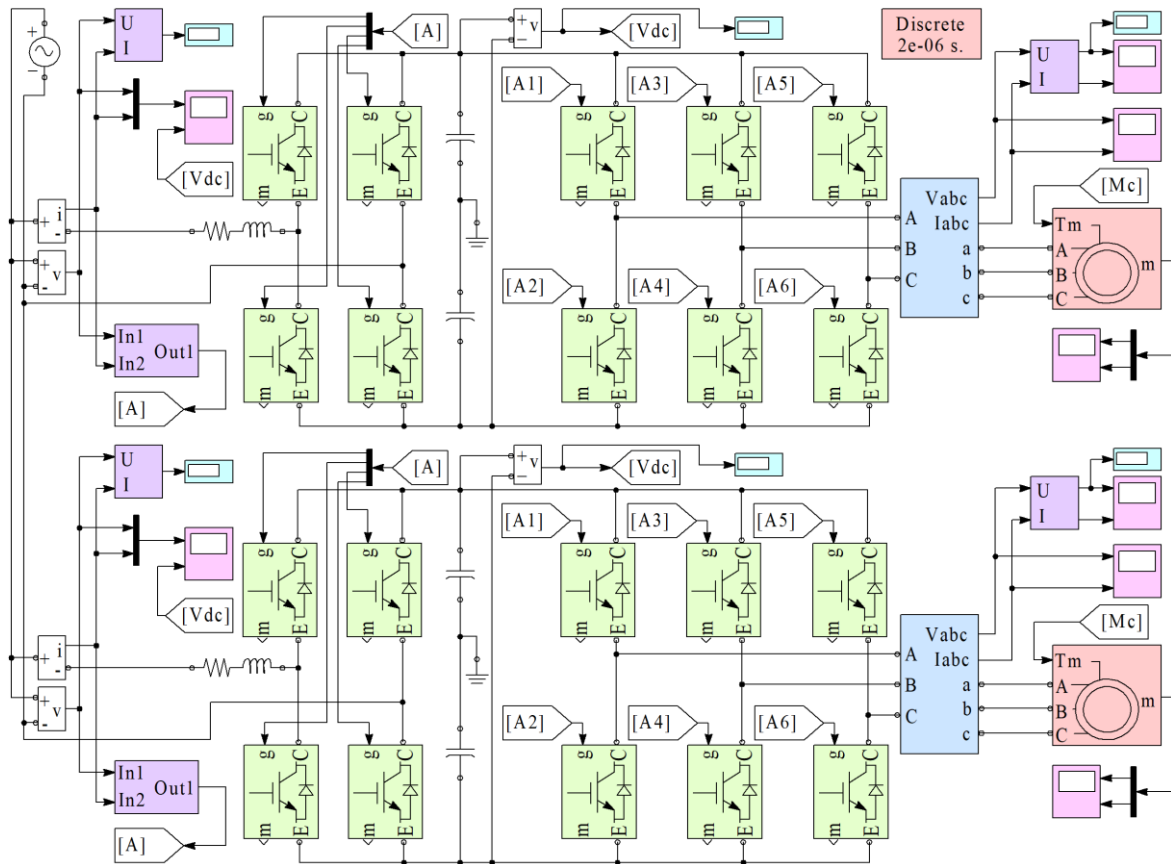 +
−
U
I
[A]
+
−
v
[Vdc]
Discrete
2e-06 s.
U
I
[Vdc]
[A1]
[A3]
[A5]
g C
m E
g C
m E
g C
m E
g C
m E
g C
m E
[Mc]
Vabc
Iabc
A
B
C
a
b
c
Tm
A
B
C
m
+
-
i
+
-
v
In1
In2
Out1
[A]
[A2]
[A4]
[A6]
g C
m E
g C
m E
g C
m E
g C
m E
g C
m E
U
I
[A]
+
−
v
[Vdc]
U
I
[Vdc]
[A1]
[A3]
[A5]
g C
m E
g C
m E
g C
m E
g C
m E
g C
m E
[Mc]
Vabc
Iabc
A
B
C
a
b
c
Tm
A
B
C
m
+
-
i
+
-
v
In1
In2
Out1
[A]
[A2]
[A4]
[A6]
g C
m E
g C
m E
g C
m E
g C
m E
g C
m E